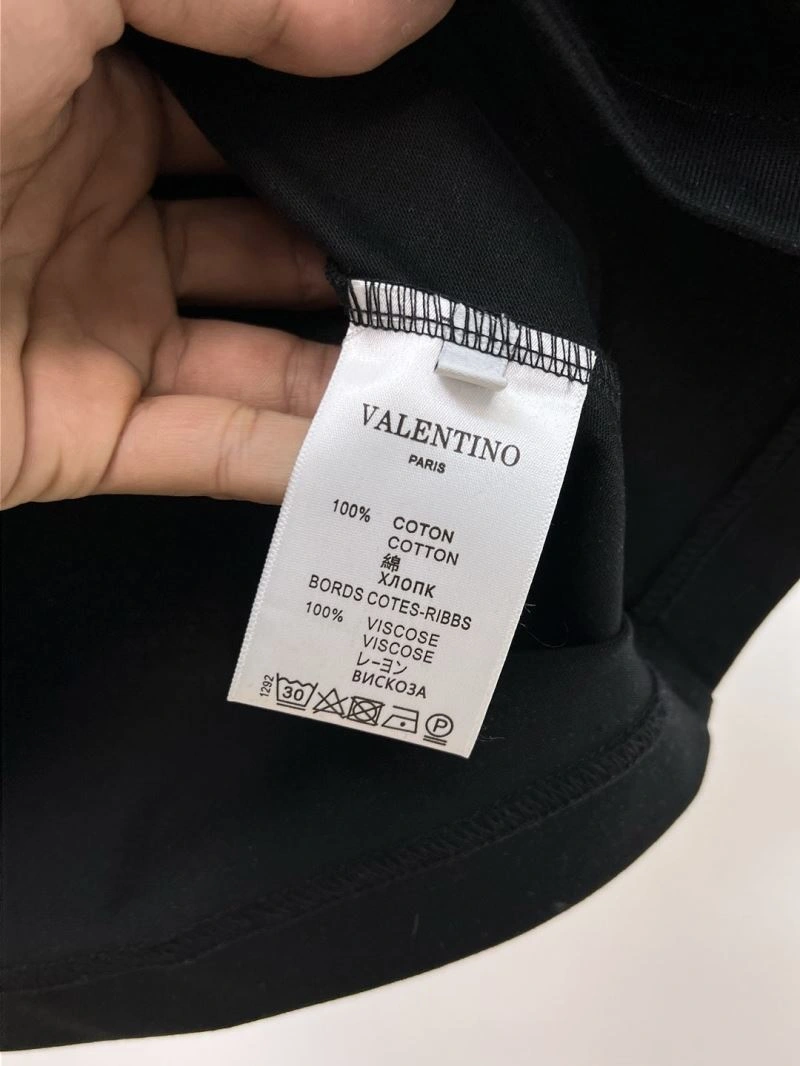 VALENTINO
PARIS
100% COTON
COTTON
綿
ХЛОПК
BORDS COTES-RIBBS
100% VISCOSE
VISCOSE
レーヨン
ВИСКОЗА
1292 30 P